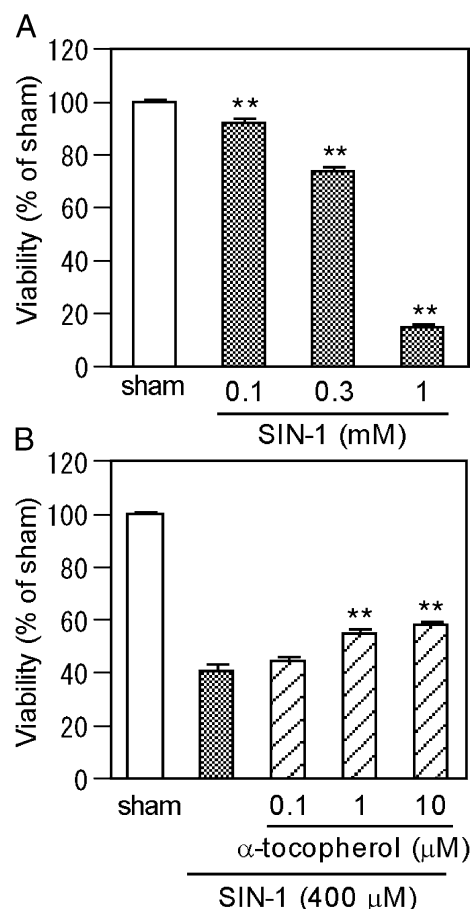 A
120
100
80
60
40
20
0
Viability (% of sham)
** ** **
sham 0.1 0.3 1
SIN-1 (mM)
B
120
100
80
60
40
20
0
Viability (% of sham)
** **
sham 0.1 1 10
α-tocopherol (μM)
SIN-1 (400 μM)